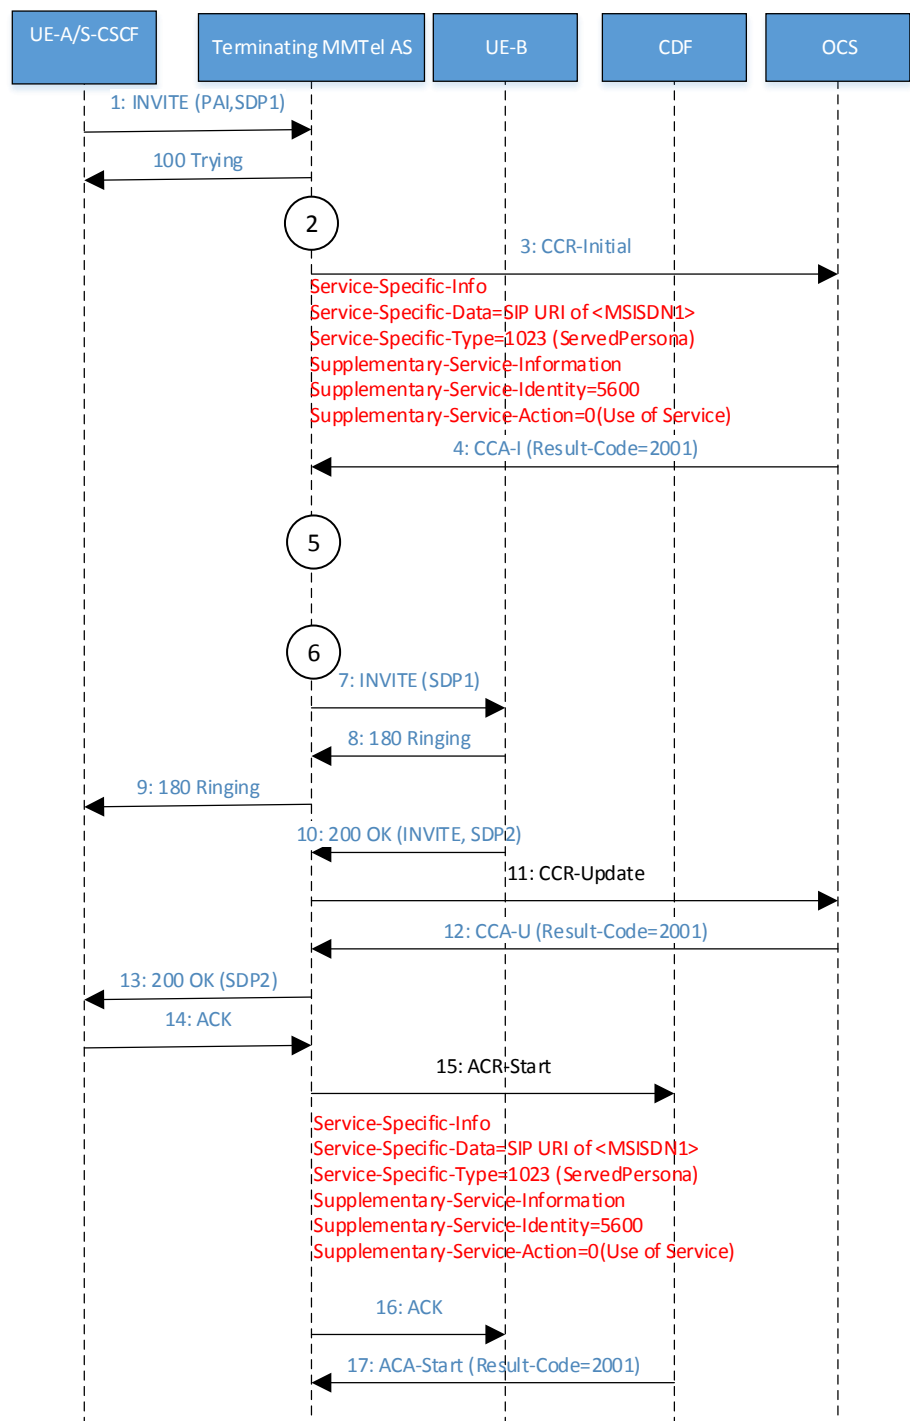 UE-A/S-CSCF
Terminating MMTel AS
UE-B
CDF
OCS
1: INVITE (PAI,SDP1)
100 Trying
2
3: CCR-Initial
Service-Specific-Info
Service-Specific-Data=SIP URI of <MSISDN1>
Service-Specific-Type=1023 (ServedPersona)
Supplementary-Service-Information
Supplementary-Service-Identity=5600
Supplementary-Service-Action=0(Use of Service)
4: CCA-I (Result-Code=2001)
5
6
7: INVITE (SDP1)
8: 180 Ringing
9: 180 Ringing
10: 200 OK (INVITE, SDP2)
11: CCR-Update
12: CCA-U (Result-Code=2001)
13: 200 OK (SDP2)
14: ACK
15: ACR-Start
Service-Specific-Info
Service-Specific-Data=SIP URI of <MSISDN1>
Service-Specific-Type=1023 (ServedPersona)
Supplementary-Service-Information
Supplementary-Service-Identity=5600
Supplementary-Service-Action=0(Use of Service)
16: ACK
17: ACA-Start (Result-Code=2001)